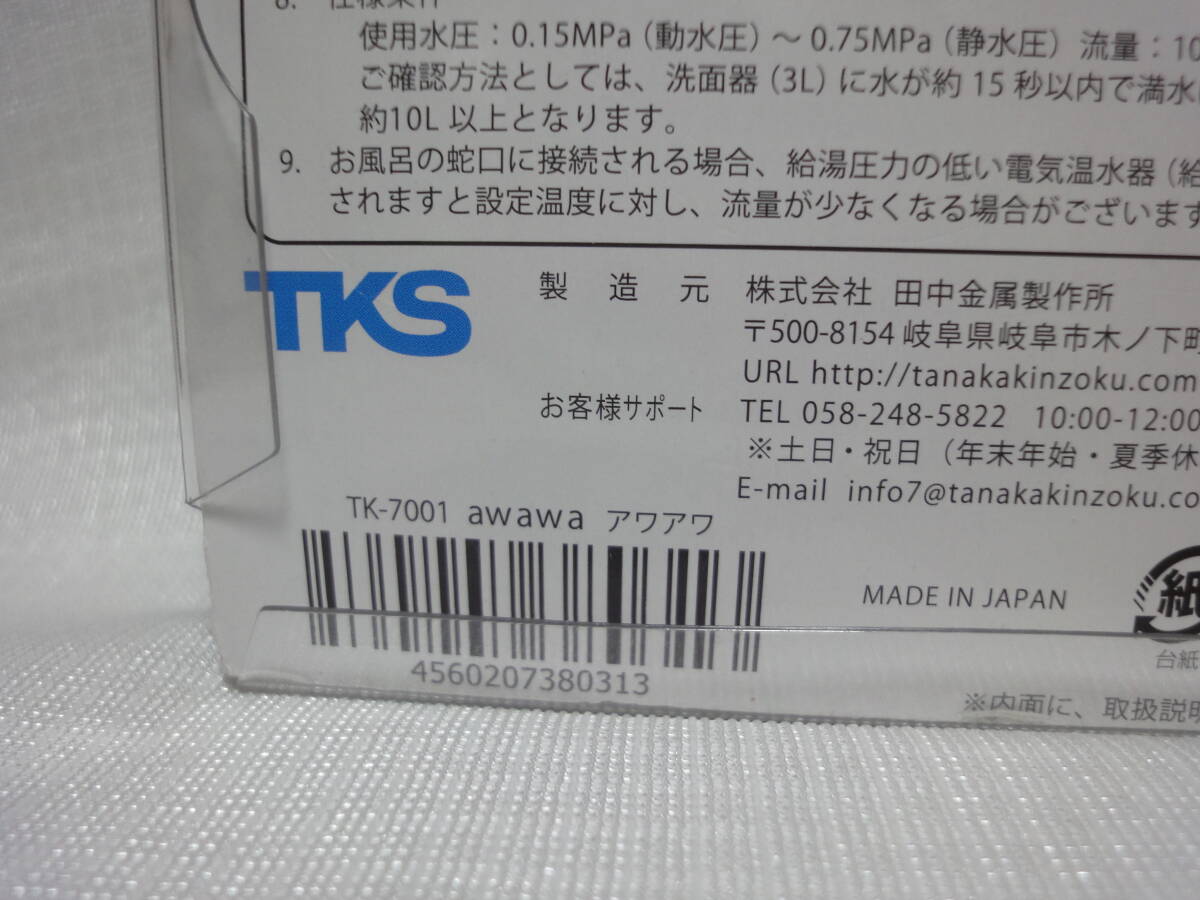 8. 仕様条件
使用水圧：0.15MPa（動水圧）～0.75MPa（静水圧）流量：10
ご確認方法としては、洗面器（3L）に水が約15秒以内で満水
約10L以上となります。
9. お風呂の蛇口に接続される場合、給湯圧力の低い電気温水器（給
されますと設定温度に対し、流量が少なくなる場合がございます
TKS
製造元 株式会社 田中金属製作所
〒500-8154 岐阜県岐阜市木ノ下町
URL http://tanakakinzoku.com
お客様サポート TEL 058-248-5822 10:00-12:00
※土日・祝日（年末年始・夏季休
E-mail info7@tanakakinzoku.co
TK-7001 awawa アワアワ
4560207380313
MADE IN JAPAN
紙
台紙
※内面に、取扱説明